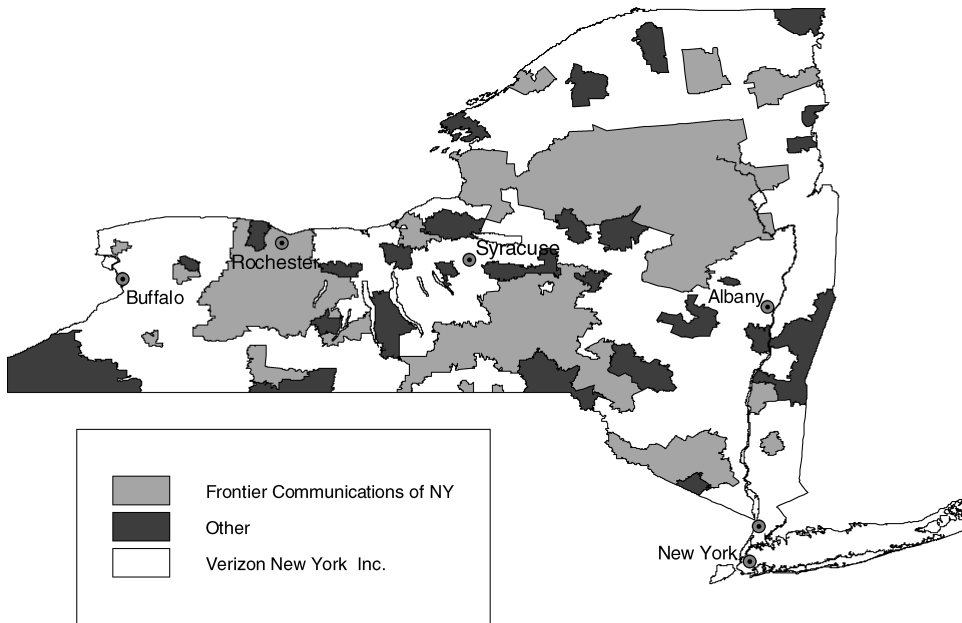 Syracuse
Rochester
Buffalo
Albany
Frontier Communications of NY
Other
New York
Verizon New York Inc.